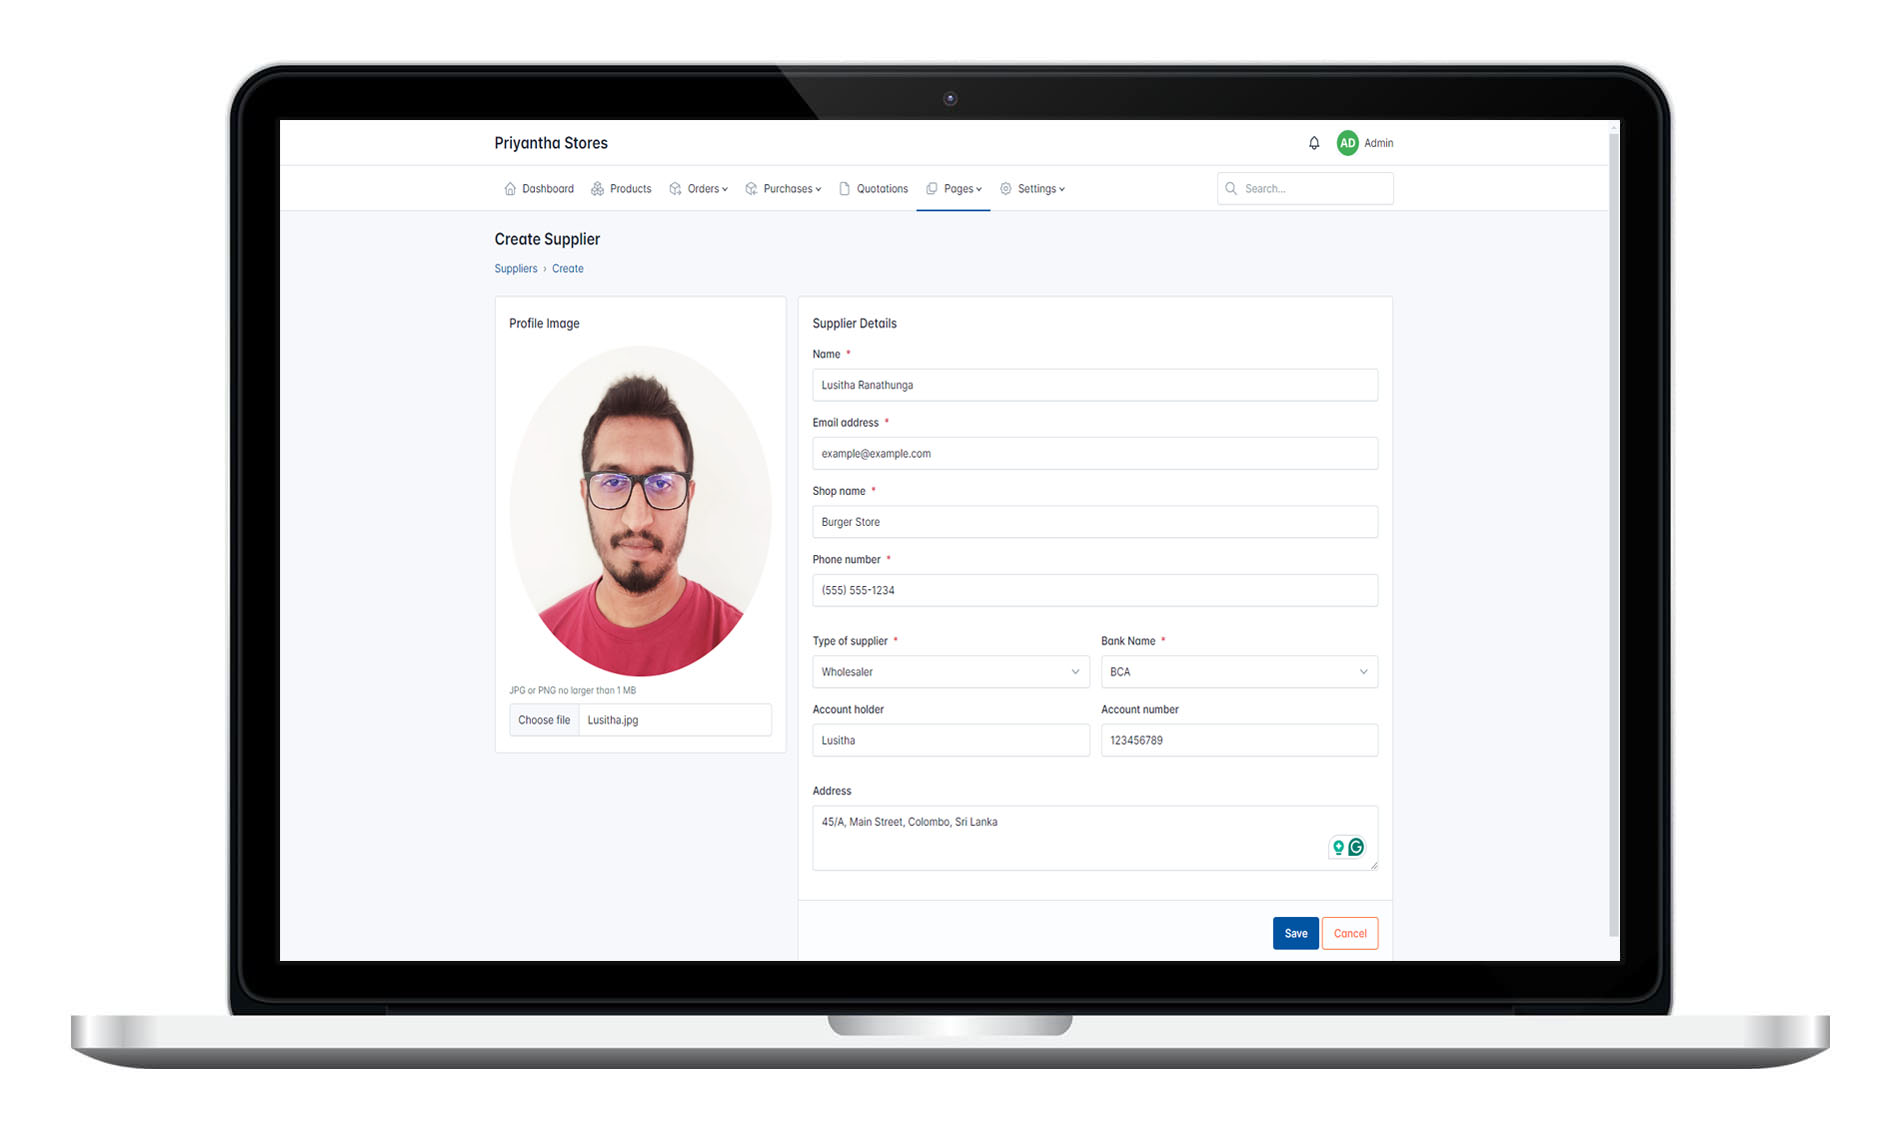 Priyantha Stores
AD Admin
Dashboard Products Orders Purchases Quotations Pages Settings Search...
Create Supplier
Suppliers › Create
Profile Image
JPG or PNG no larger than 1 MB
Choose file Lusitha.jpg
Supplier Details
Name *
Lusitha Ranathunga
Email address *
example@example.com
Shop name *
Burger Store
Phone number *
(555) 555-1234
Type of supplier * Bank Name *
Wholesaler BCA
Account holder Account number
Lusitha 123456789
Address
45/A, Main Street, Colombo, Sri Lanka
Save Cancel